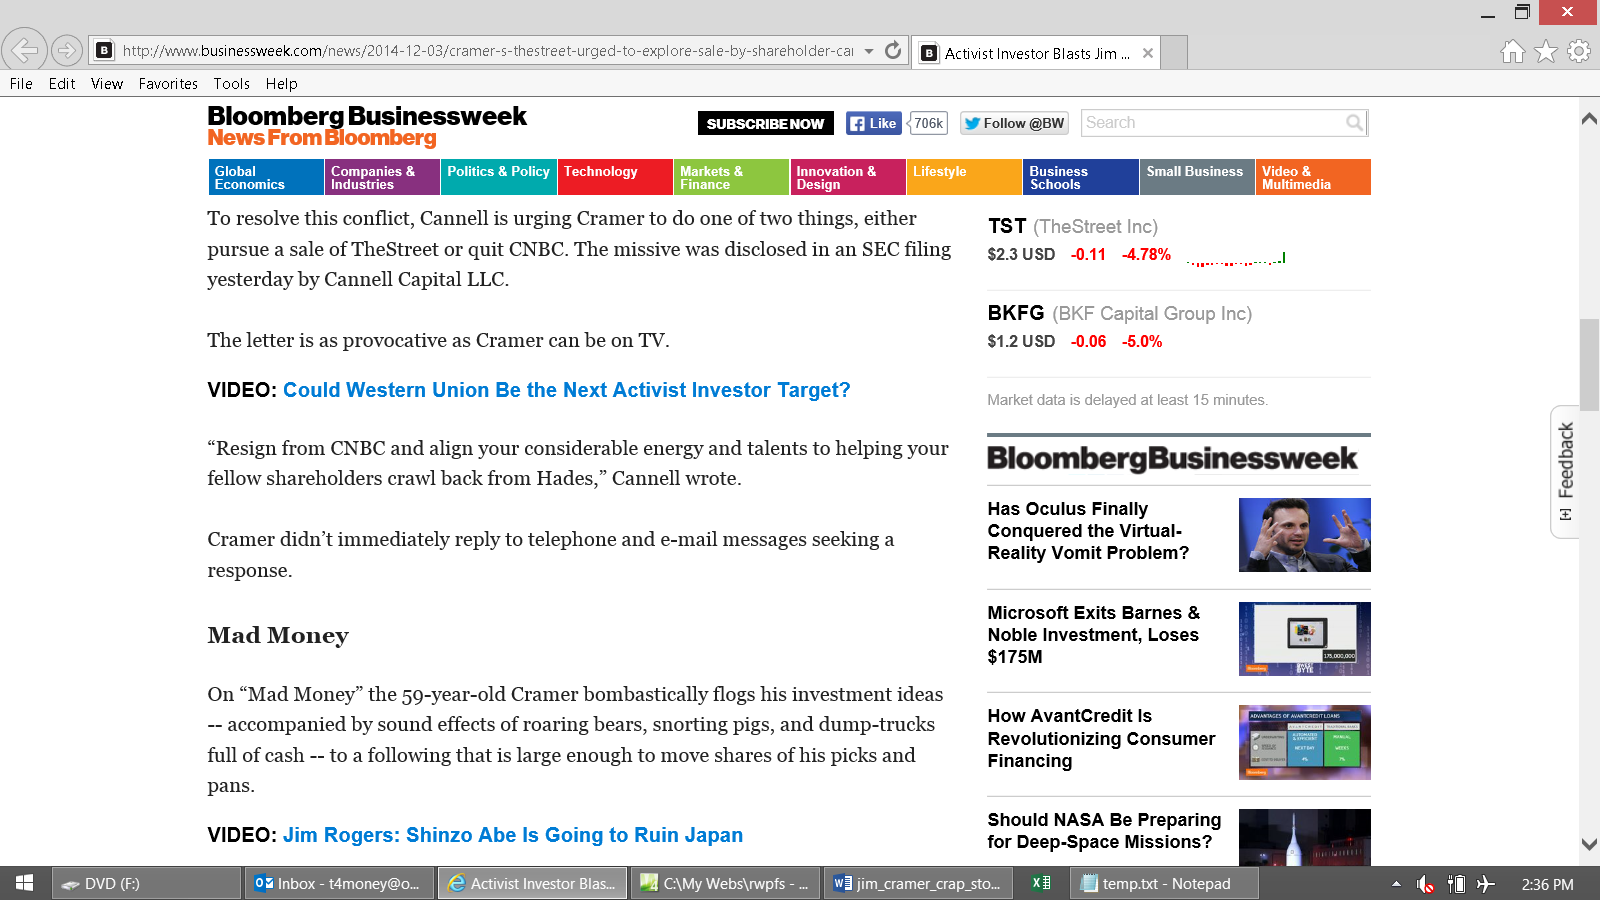 http://www.businessweek.com/news/2014-12-03/cramer-s-thestreet-urged-to-explore-sale-by-shareholder-car
Activist Investor Blasts Jim ...
File Edit View Favorites Tools Help
Bloomberg Businessweek
News From Bloomberg
SUBSCRIBE NOW
Like
706k
Follow @BW
Search
Global Economics
Companies & Industries
Politics & Policy
Technology
Markets & Finance
Innovation & Design
Lifestyle
Business Schools
Small Business
Video & Multimedia
To resolve this conflict, Cannell is urging Cramer to do one of two things, either
pursue a sale of TheStreet or quit CNBC. The missive was disclosed in an SEC filing
yesterday by Cannell Capital LLC.
The letter is as provocative as Cramer can be on TV.
VIDEO: Could Western Union Be the Next Activist Investor Target?
“Resign from CNBC and align your considerable energy and talents to helping your
fellow shareholders crawl back from Hades,” Cannell wrote.
Cramer didn’t immediately reply to telephone and e-mail messages seeking a
response.
Mad Money
On “Mad Money” the 59-year-old Cramer bombastically flogs his investment ideas
-- accompanied by sound effects of roaring bears, snorting pigs, and dump-trucks
full of cash -- to a following that is large enough to move shares of his picks and
pans.
VIDEO: Jim Rogers: Shinzo Abe Is Going to Ruin Japan
TST (TheStreet Inc)
$2.3 USD -0.11 -4.78%
BKFG (BKF Capital Group Inc)
$1.2 USD -0.06 -5.0%
Market data is delayed at least 15 minutes.
BloombergBusinessweek
Has Oculus Finally
Conquered the Virtual-
Reality Vomit Problem?
Microsoft Exits Barnes &
Noble Investment, Loses
$175M
175,000,000
How AvantCredit Is
Revolutionizing Consumer
Financing
ADVANTAGES OF AVANTCREDIT LOANS
Should NASA Be Preparing
for Deep-Space Missions?
[+] Feedback
DVD (F:)
Inbox - t4money@o...
Activist Investor Blas...
C:\My Webs\rwpfs - ...
jim_cramer_crap_sto...
temp.txt - Notepad
2:36 PM